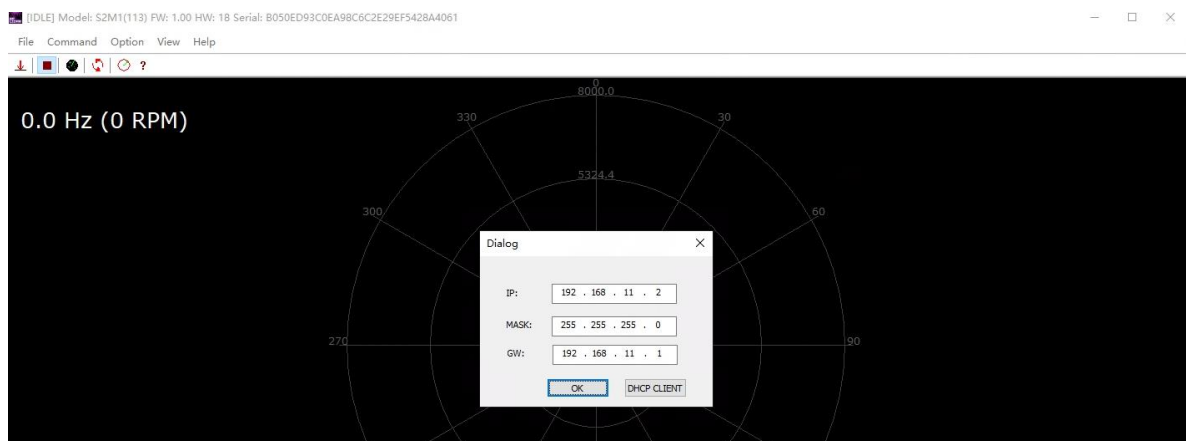 [IDLE] Model: S2M1(113) FW: 1.00 HW: 18 Serial: B050ED93C0EA98C6C2E29EF5428A4061
File Command Option View Help
?
0
8000.0
0.0 Hz (0 RPM)
330
30
5324.4
300
60
Dialog
IP: 192 . 168 . 11 . 2
MASK: 255 . 255 . 255 . 0
270
90
GW: 192 . 168 . 11 . 1
OK DHCP CLIENT